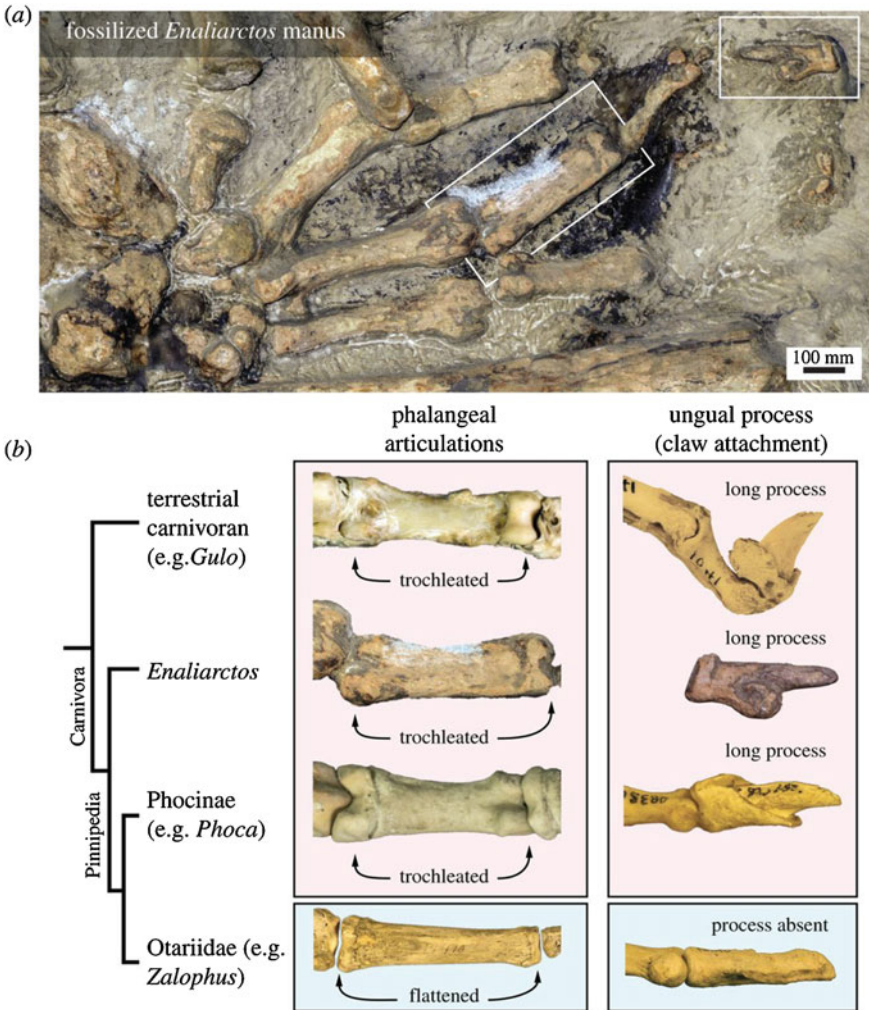 (a)
fossilized Enaliarctos manus
100 mm
(b)
phalangeal
articulations
ungual process
(claw attachment)
terrestrial
carnivoran
(e.g.Gulo)
trochleated
long process
Enaliarctos
trochleated
long process
Phocinae
(e.g. Phoca)
trochleated
long process
Otariidae (e.g.
Zalophus)
flattened
process absent
Carnivora
Pinnipedia